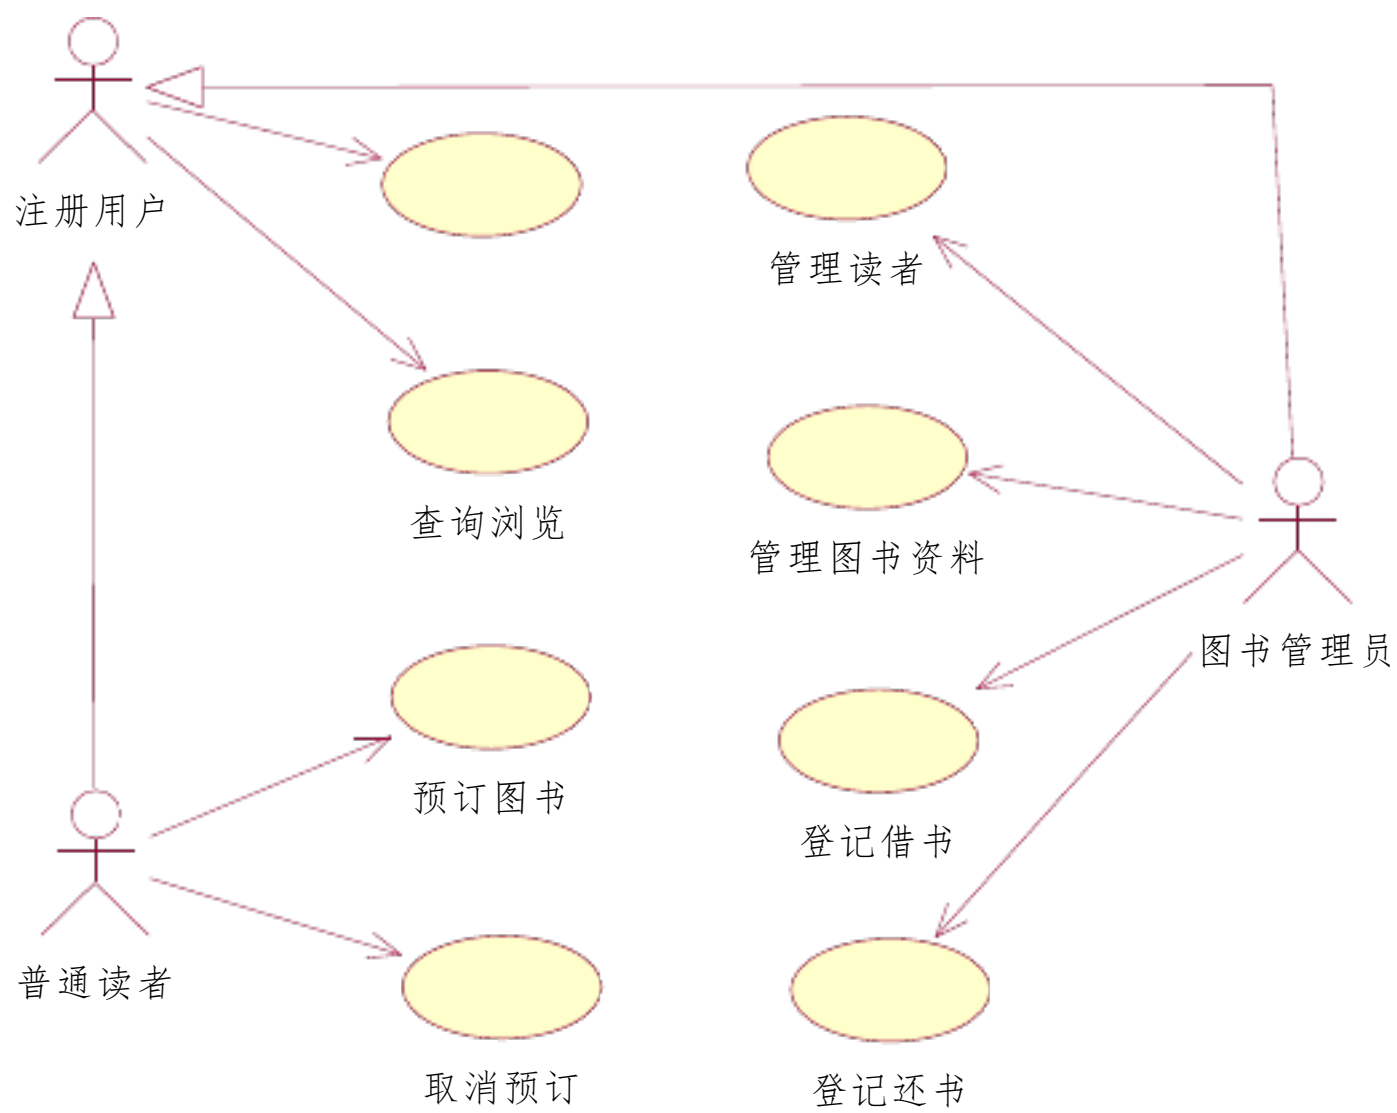 注册用户
管理读者
查询浏览
管理图书资料
图书管理员
预订图书
登记借书
普通读者
取消预订
登记还书